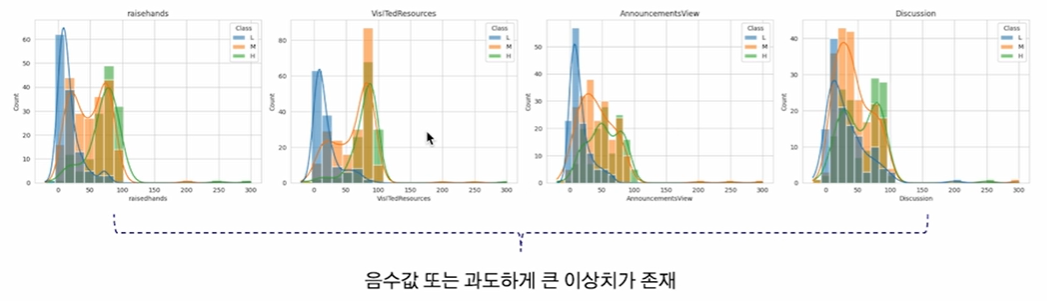 raisehands
VisITedResources
AnnouncementsView
Discussion
Class
L
M
H
Class
L
M
H
Class
L
M
H
Class
L
M
H
Count
60
50
40
30
20
10
0
0 50 100 150 200 250 300
raisedhands
Count
80
60
40
20
0
0 50 100 150 200 250 300
VisITedResources
Count
50
40
30
20
10
0
0 50 100 150 200 250 300
AnnouncementsView
Count
40
30
20
10
0
0 50 100 150 200 250 300
Discussion
음수값 또는 과도하게 큰 이상치가 존재